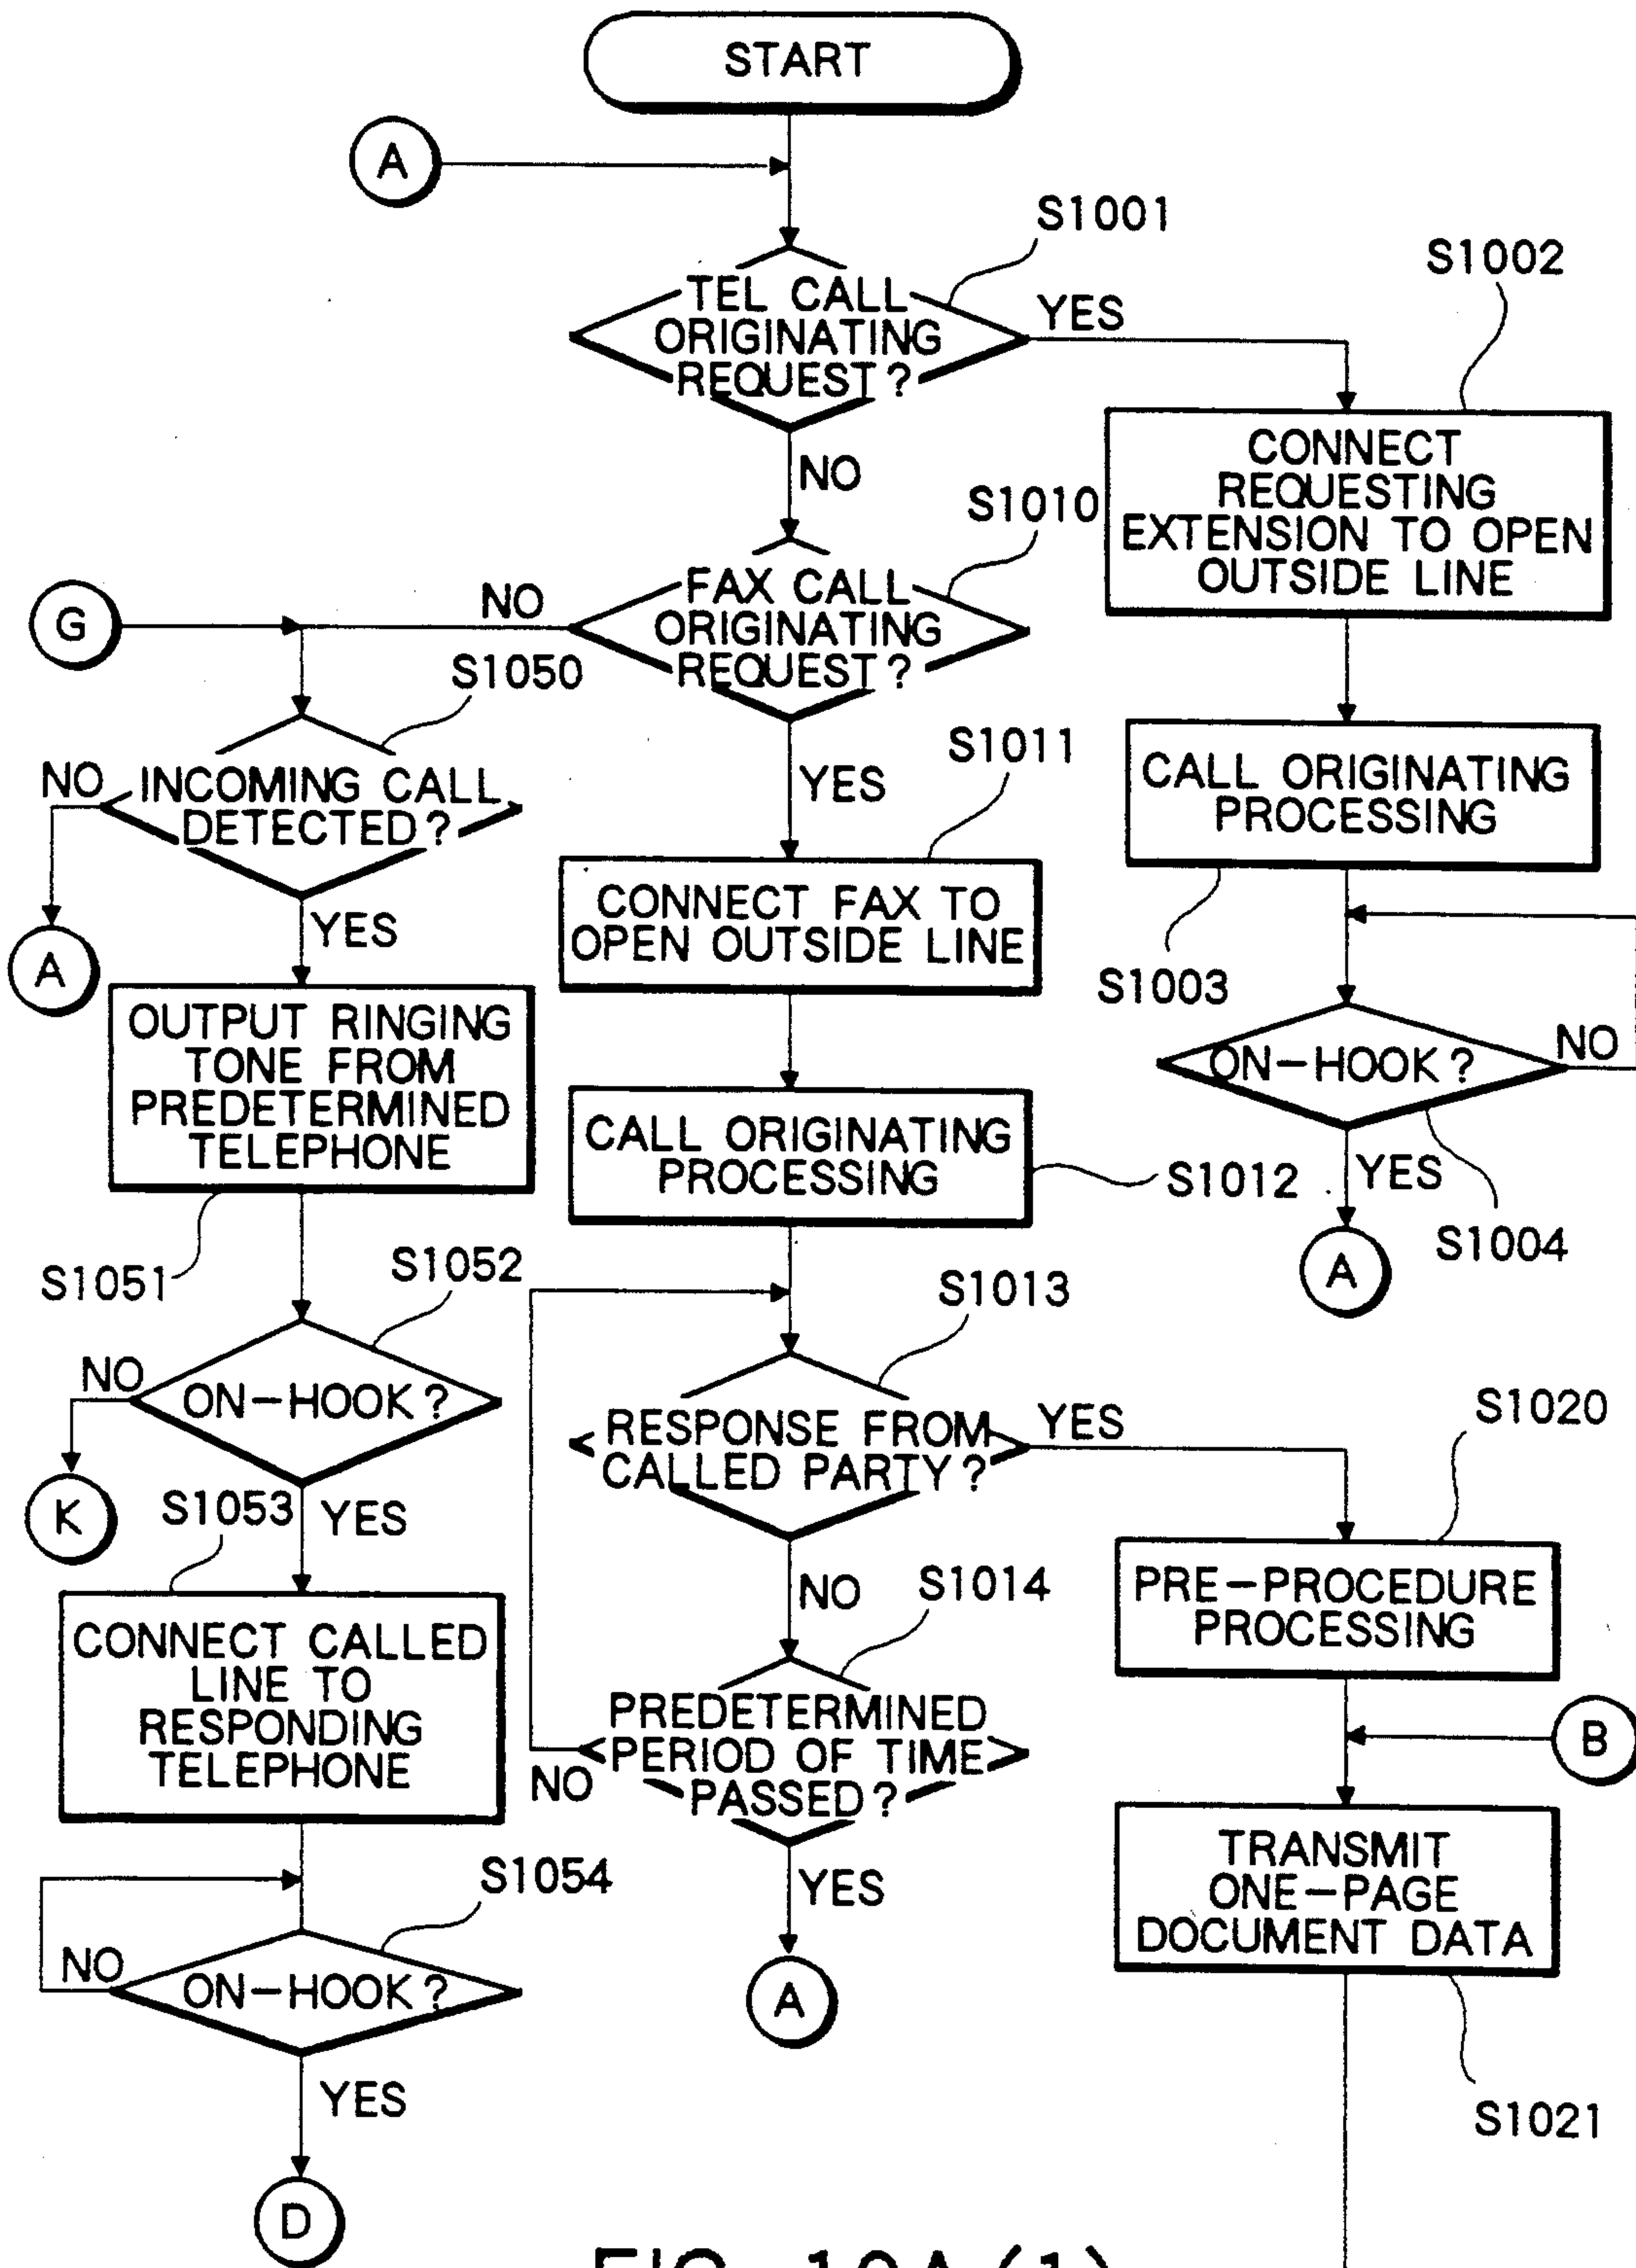 START
A
S1001
S1002
TEL CALL
ORIGINATING
REQUEST?
YES
NO
CONNECT
REQUESTING
EXTENSION TO OPEN
OUTSIDE LINE
S1010
G
NO
FAX CALL
ORIGINATING
REQUEST?
S1050
YES
S1011
CALL ORIGINATING
PROCESSING
NO
INCOMING CALL
DETECTED?
YES
A
CONNECT FAX TO
OPEN OUTSIDE LINE
S1003
ON-HOOK?
NO
OUTPUT RINGING
TONE FROM
PREDETERMINED
TELEPHONE
CALL ORIGINATING
PROCESSING
S1012
YES
S1004
A
S1051
S1052
S1013
NO
ON-HOOK?
RESPONSE FROM
CALLED PARTY?
YES
S1020
K
S1053
YES
NO
S1014
PRE-PROCEDURE
PROCESSING
CONNECT CALLED
LINE TO
RESPONDING
TELEPHONE
PREDETERMINED
PERIOD OF TIME
PASSED?
NO
B
S1054
YES
TRANSMIT
ONE-PAGE
DOCUMENT DATA
NO
ON-HOOK?
A
YES
S1021
D
FIG. 10A(1)